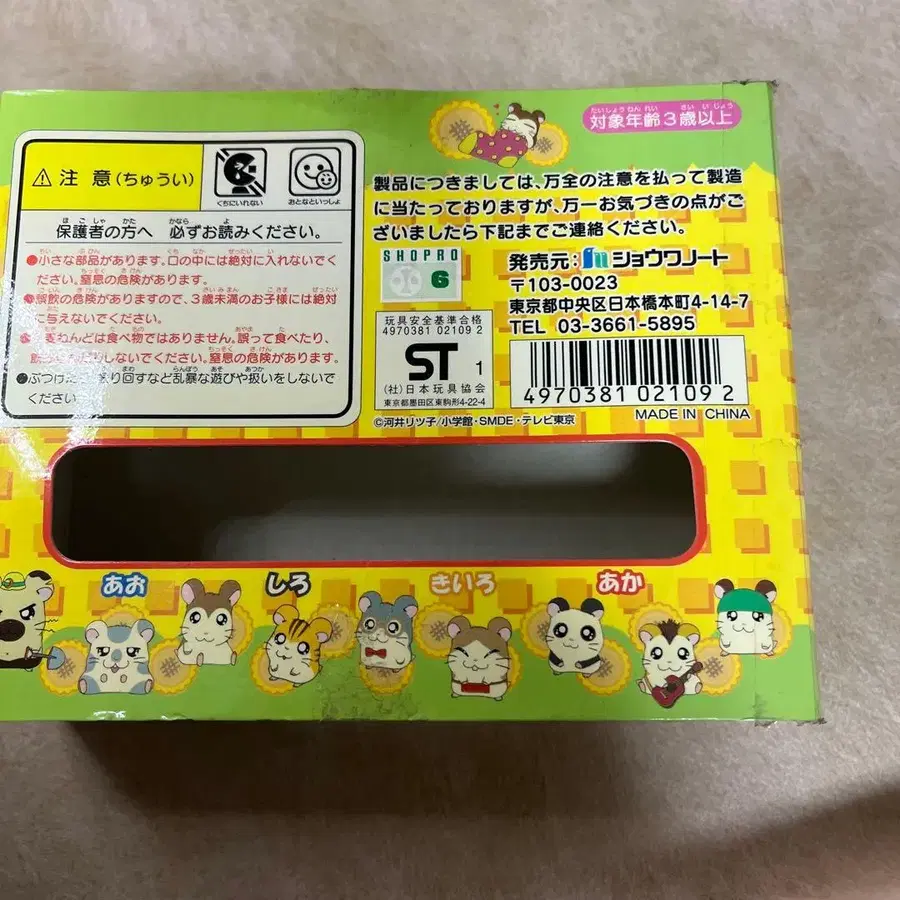 対象年齢3歳以上
たいしょうねんれい さいいじょう
⚠注 意(ちゅうい)
くちにいれない
おとなといっしょ
保護者の方へ 必ずお読みください。
●小さな部品があります。口の中には絶対に入れないでく
ださい。窒息の危険があります。
●誤飲の危険がありますので、3歳未満のお子様には絶対
に与えないでください。
ねんどは食べ物ではありません。誤って食べたり、
しないでください。窒息の危険があります。
●ぶつけた り回すなど乱暴な遊びや扱いをしないで
ください。
製品につきましては、万全の注意を払って製造
に当たっておりますが、万一お気づきの点がご
ざいましたら下記までご連絡ください。
SHOPRO
6
発売元: ショウワノート
〒103-0023
東京都中央区日本橋本町4-14-7
TEL 03-3661-5895
玩具安全基準合格
4970381 02109 2
ST 1
(社)日本玩具協会
東京都墨田区東駒形4-22-4
4970381 021092
MADE IN CHINA
©河井リツ子/小学館・SMDE・テレビ東京
あお
しろ
きいろ
あか